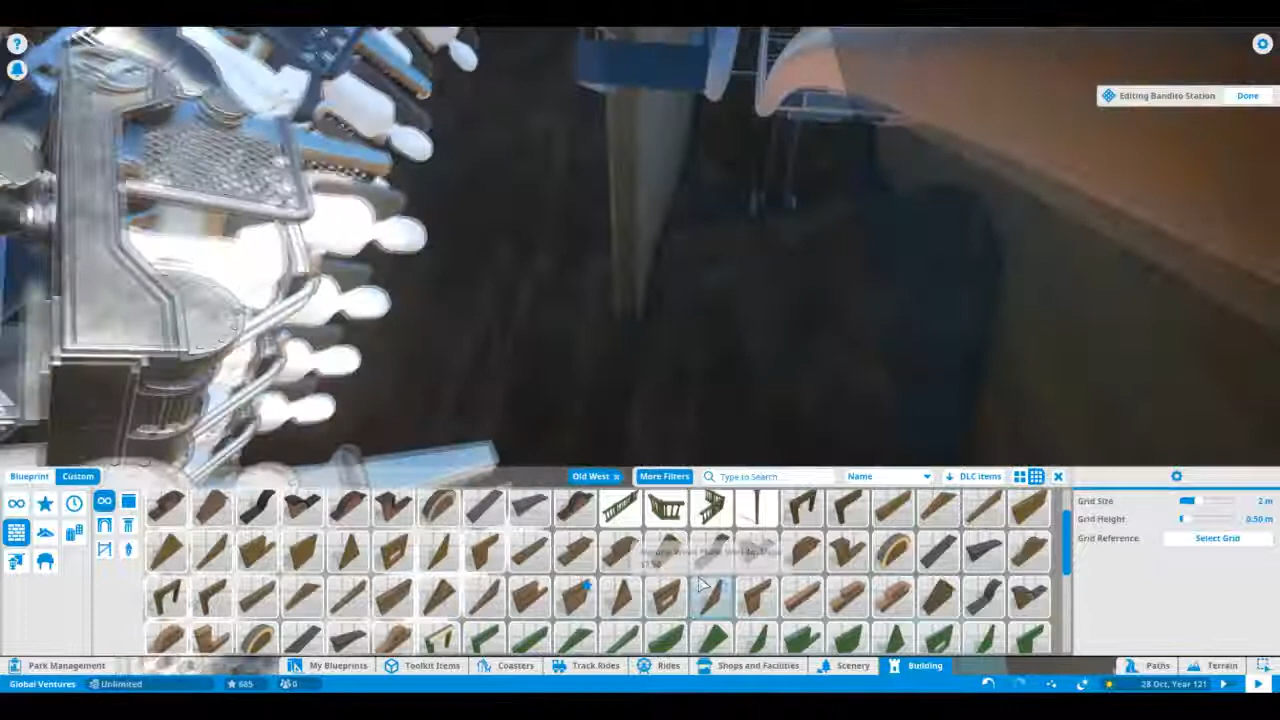 ?
Editing Bandito Station Done
Blueprint Custom Old West × More Filters Type to Search... Name DLC items
Grid Size 2 m
Grid Height 0.50 m
Grid Reference Select Grid
Park Management My Blueprints Toolkit Items Coasters Track Rides Rides Shops and Facilities Scenery Building Paths Terrain
Global Ventures Unlimited 685 0 28 Oct, Year 121